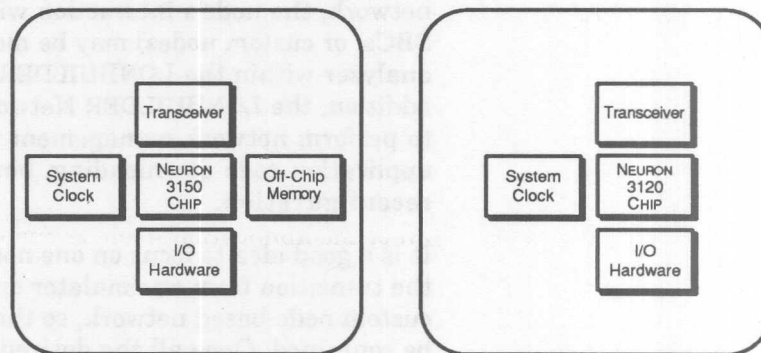 Transceiver
System
Clock
NEURON
3150
CHIP
Off-Chip
Memory
I/O
Hardware
Transceiver
System
Clock
NEURON
3120
CHIP
I/O
Hardware